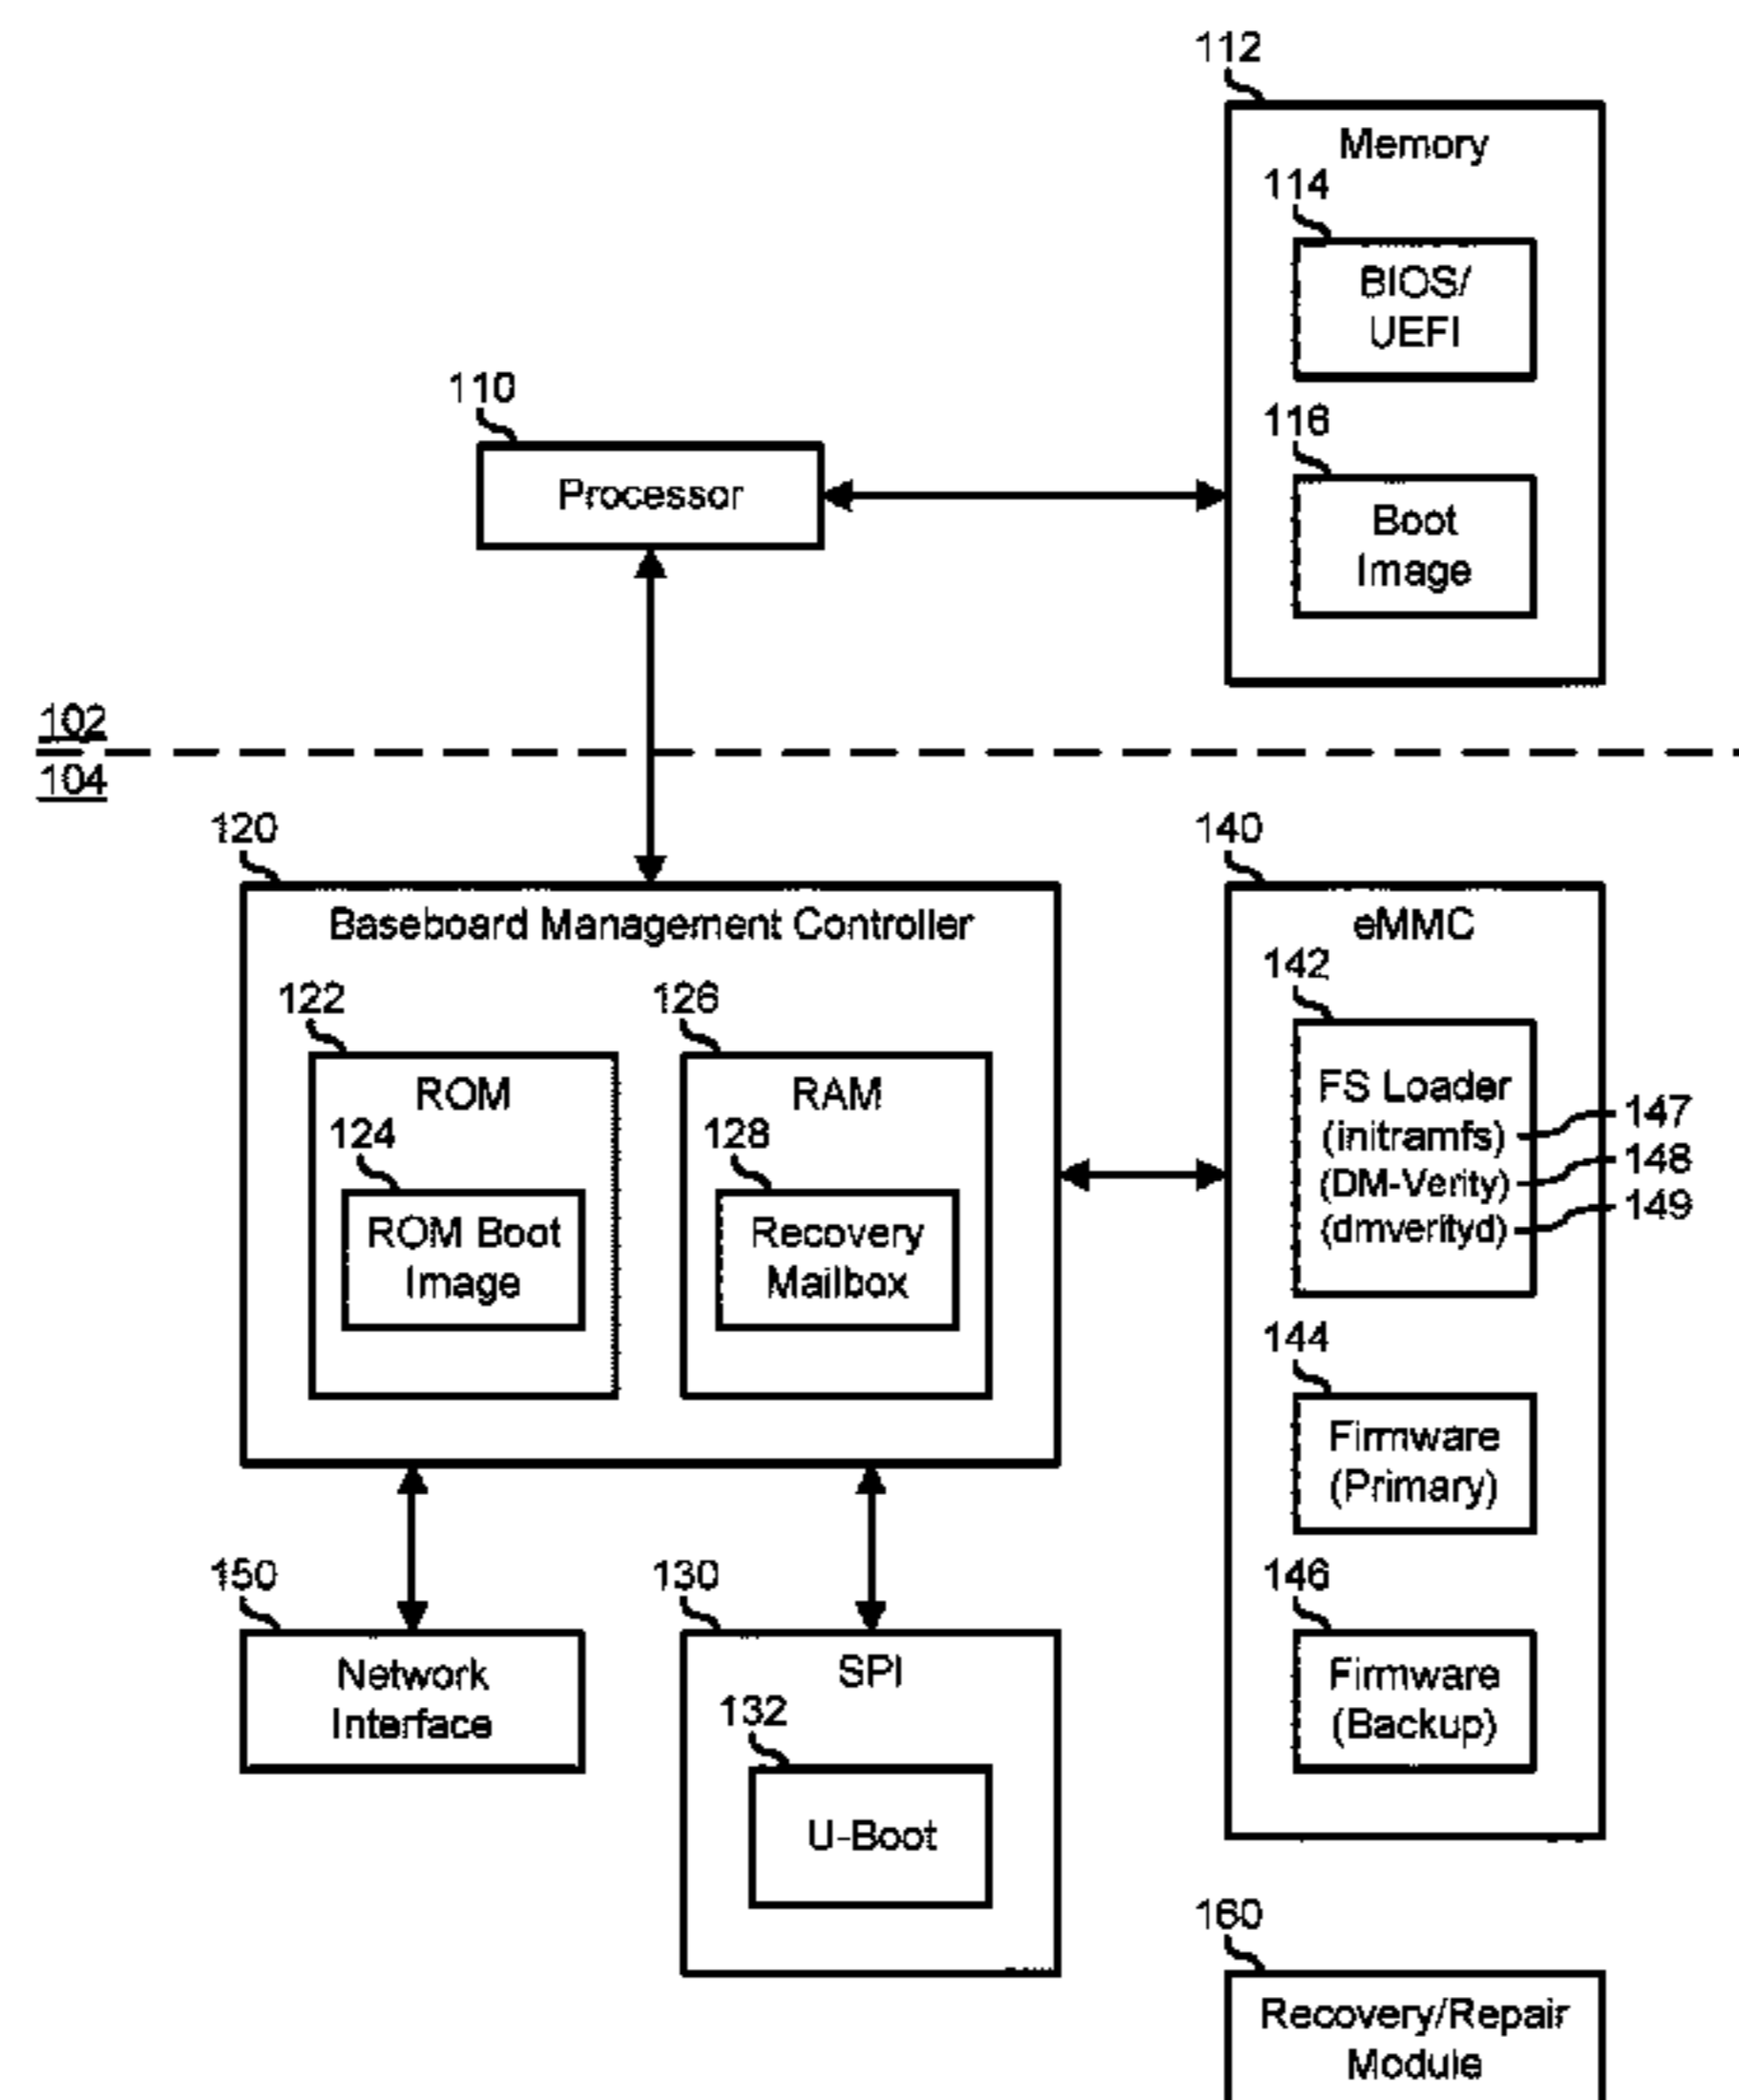 112
Memory
114
BIOS/
UEFI
110
Processor
116
Boot
Image
102
104
120
Baseboard Management Controller
122
ROM
124
ROM Boot
Image
126
RAM
128
Recovery
Mailbox
140
eMMC
142
FS Loader
(initramfs)
147
(DM-Verity)
148
(dmverityd)
149
144
Firmware
(Primary)
146
Firmware
(Backup)
150
Network
Interface
130
SPI
132
U-Boot
160
Recovery/Repair
Module